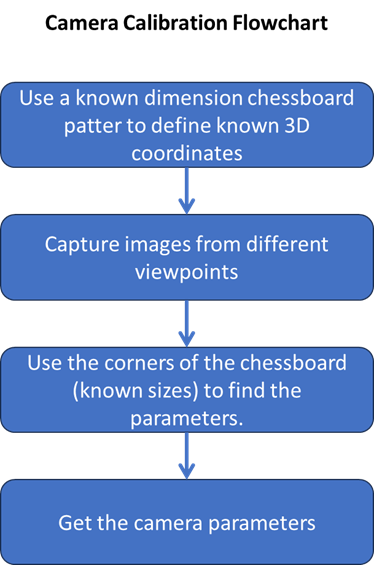 Camera Calibration Flowchart
Use a known dimension chessboard
patter to define known 3D
coordinates
Capture images from different
viewpoints
Use the corners of the chessboard
(known sizes) to find the
parameters.
Get the camera parameters